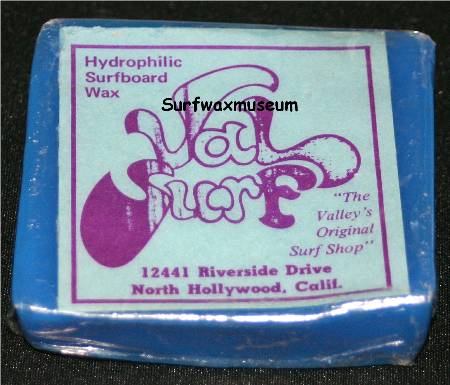 Hydrophilic
Surfboard
Wax
Surfwaxmuseum
Val
Surf
"The
Valley's
Original
Surf Shop"
12441 Riverside Drive
North Hollywood, Calif.